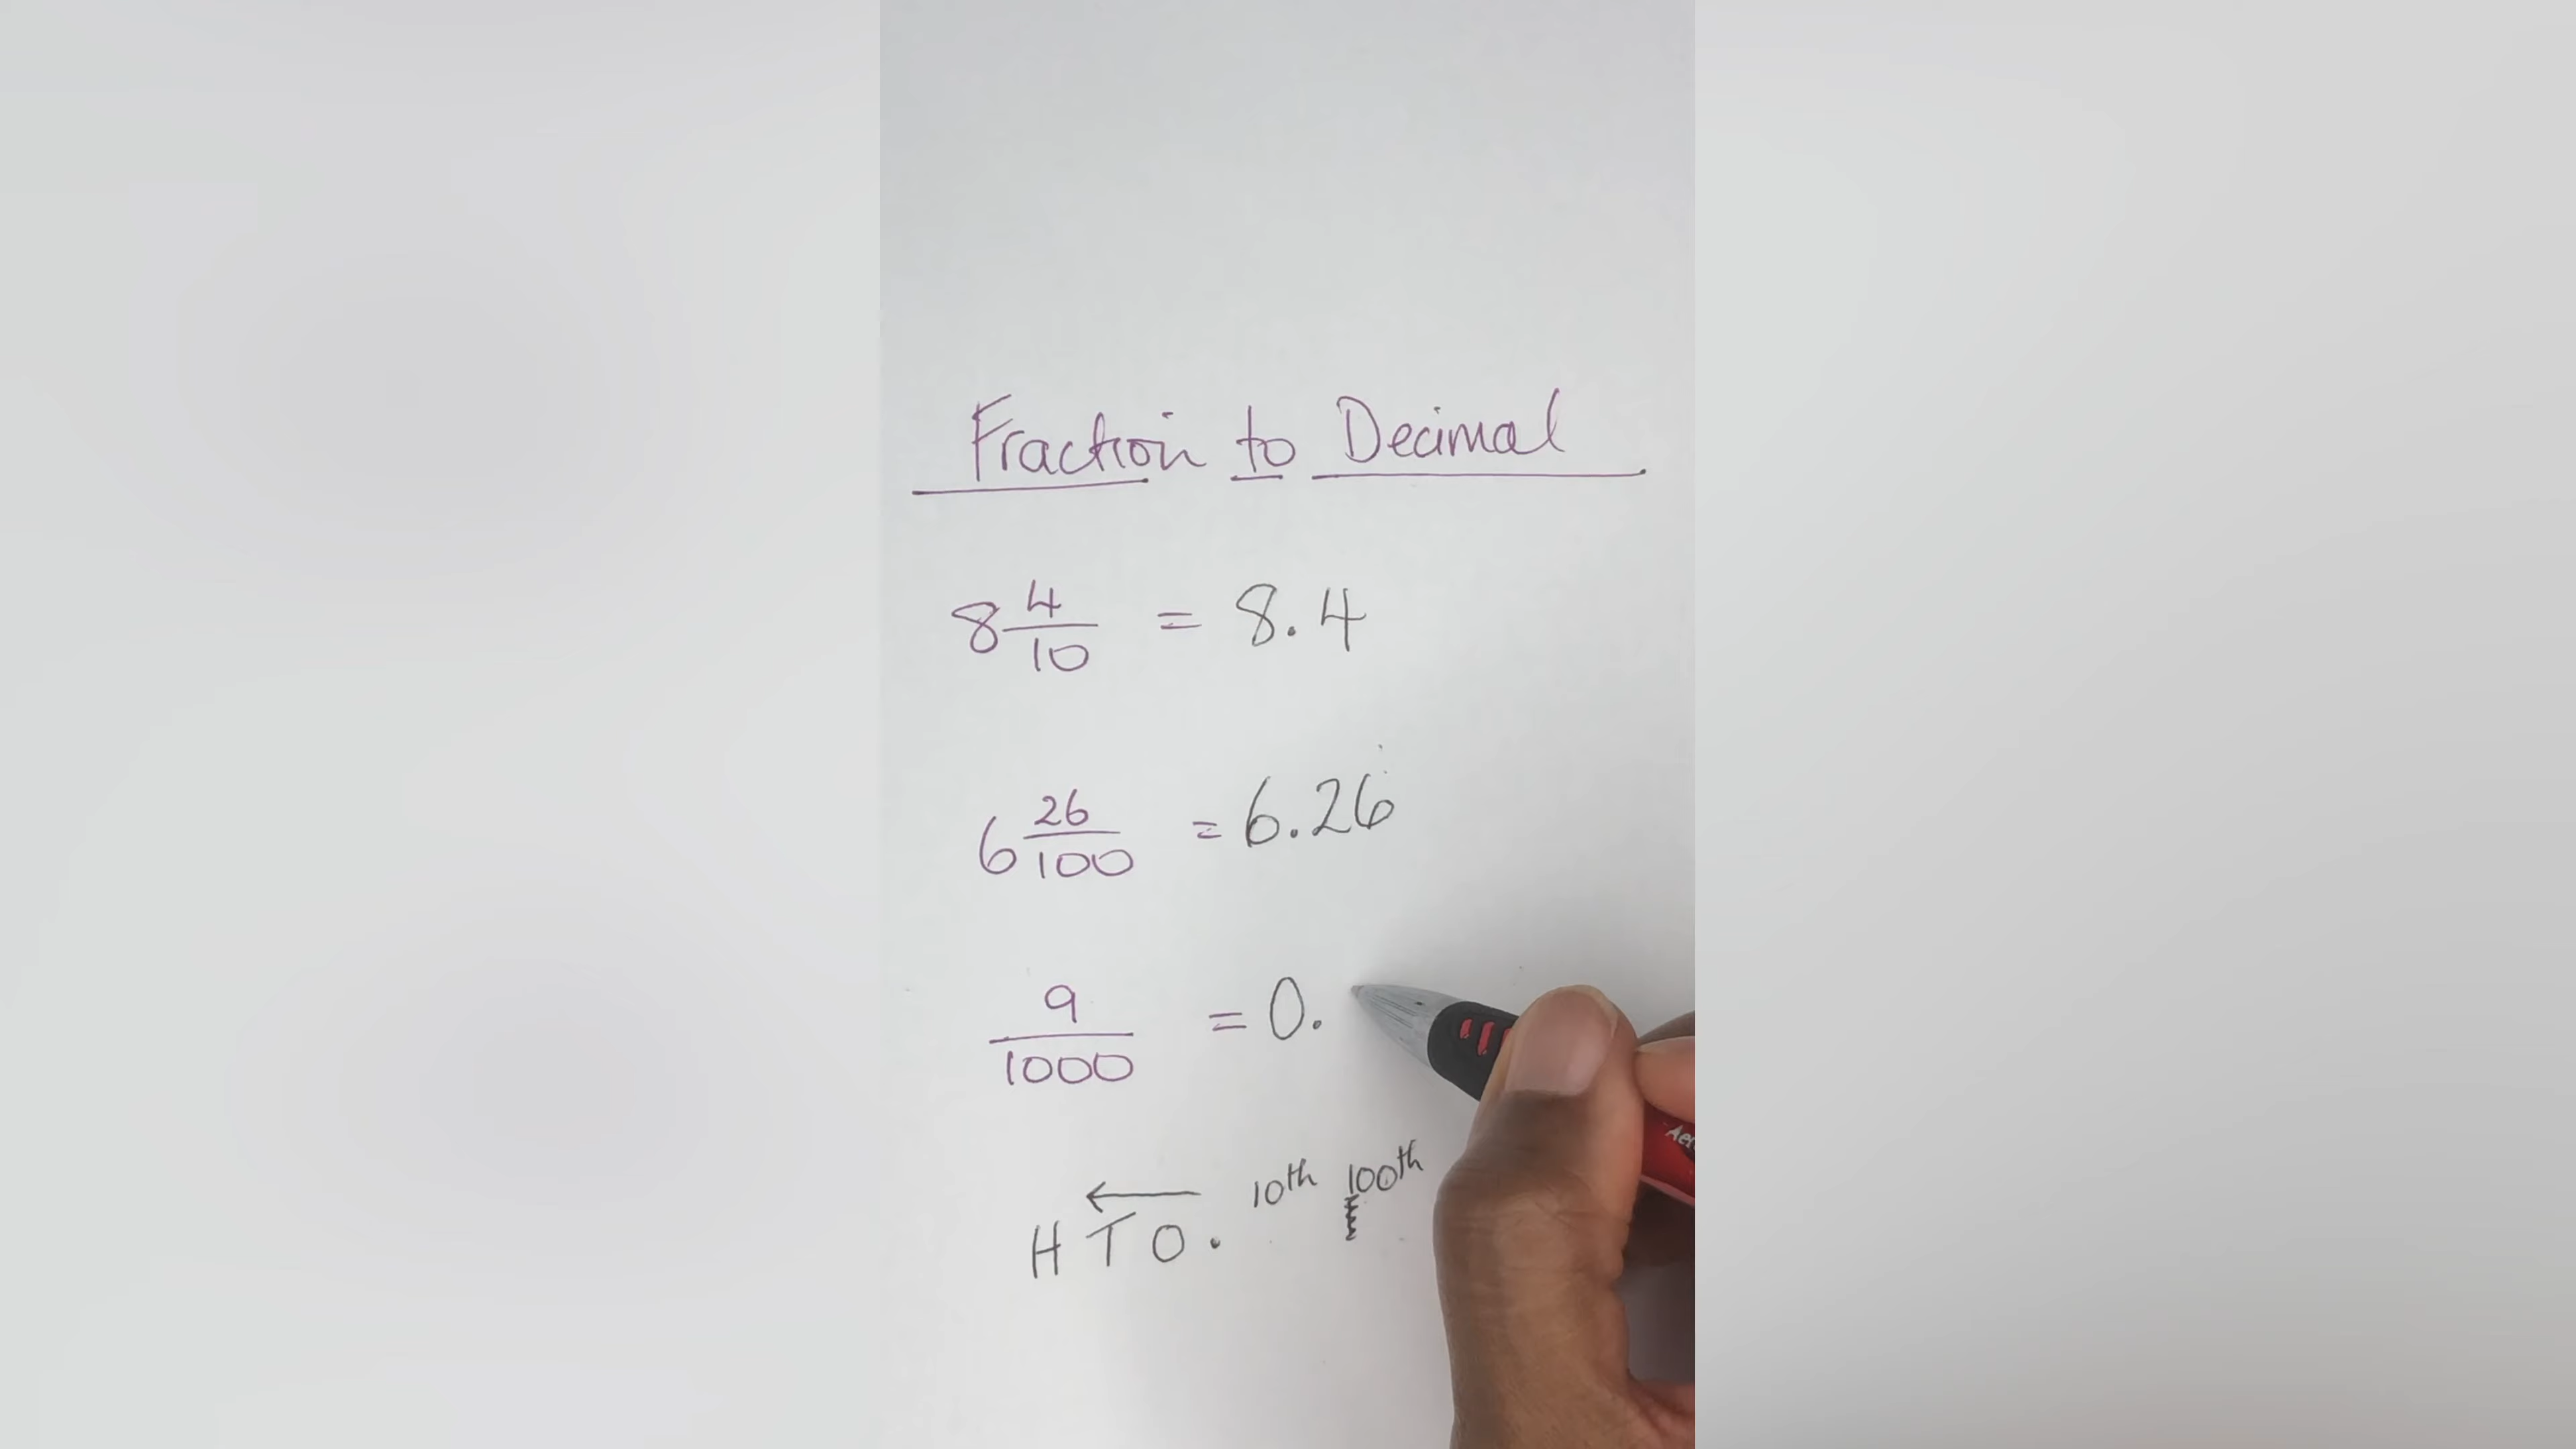 Fraction to Decimal
8 4/10 = 8.4
6 26/100 = 6.26
9/1000 = 0.
10th 100th
H T O .